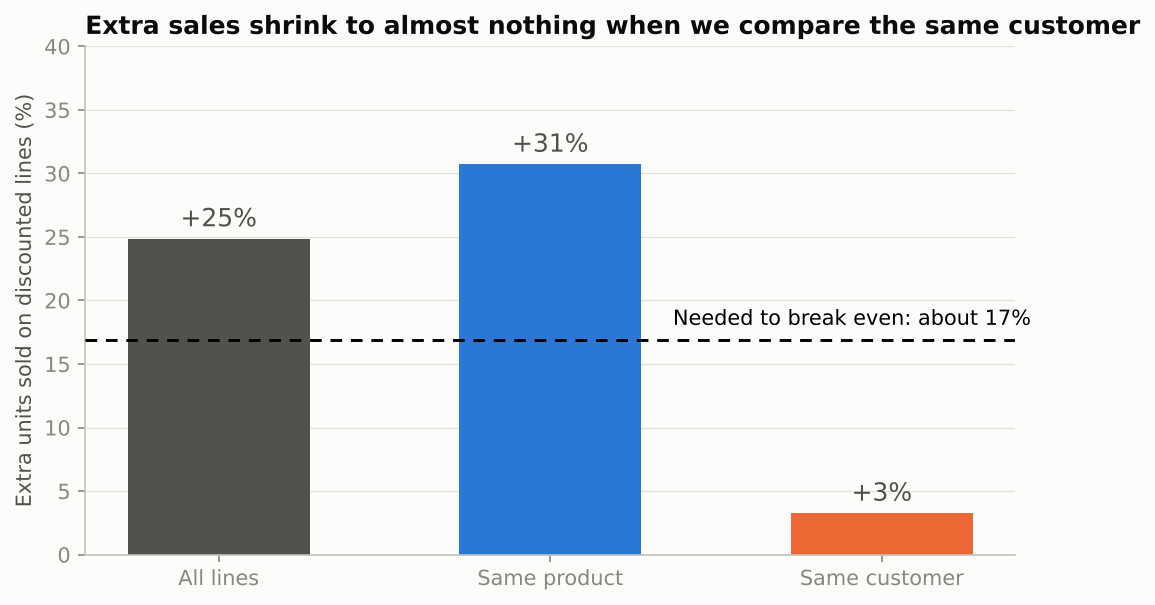 Extra sales shrink to almost nothing when we compare the same customer
Extra units sold on discounted lines (%)
40
35
30
25
20
15
10
5
0
+25%
+31%
+3%
Needed to break even: about 17%
All lines
Same product
Same customer